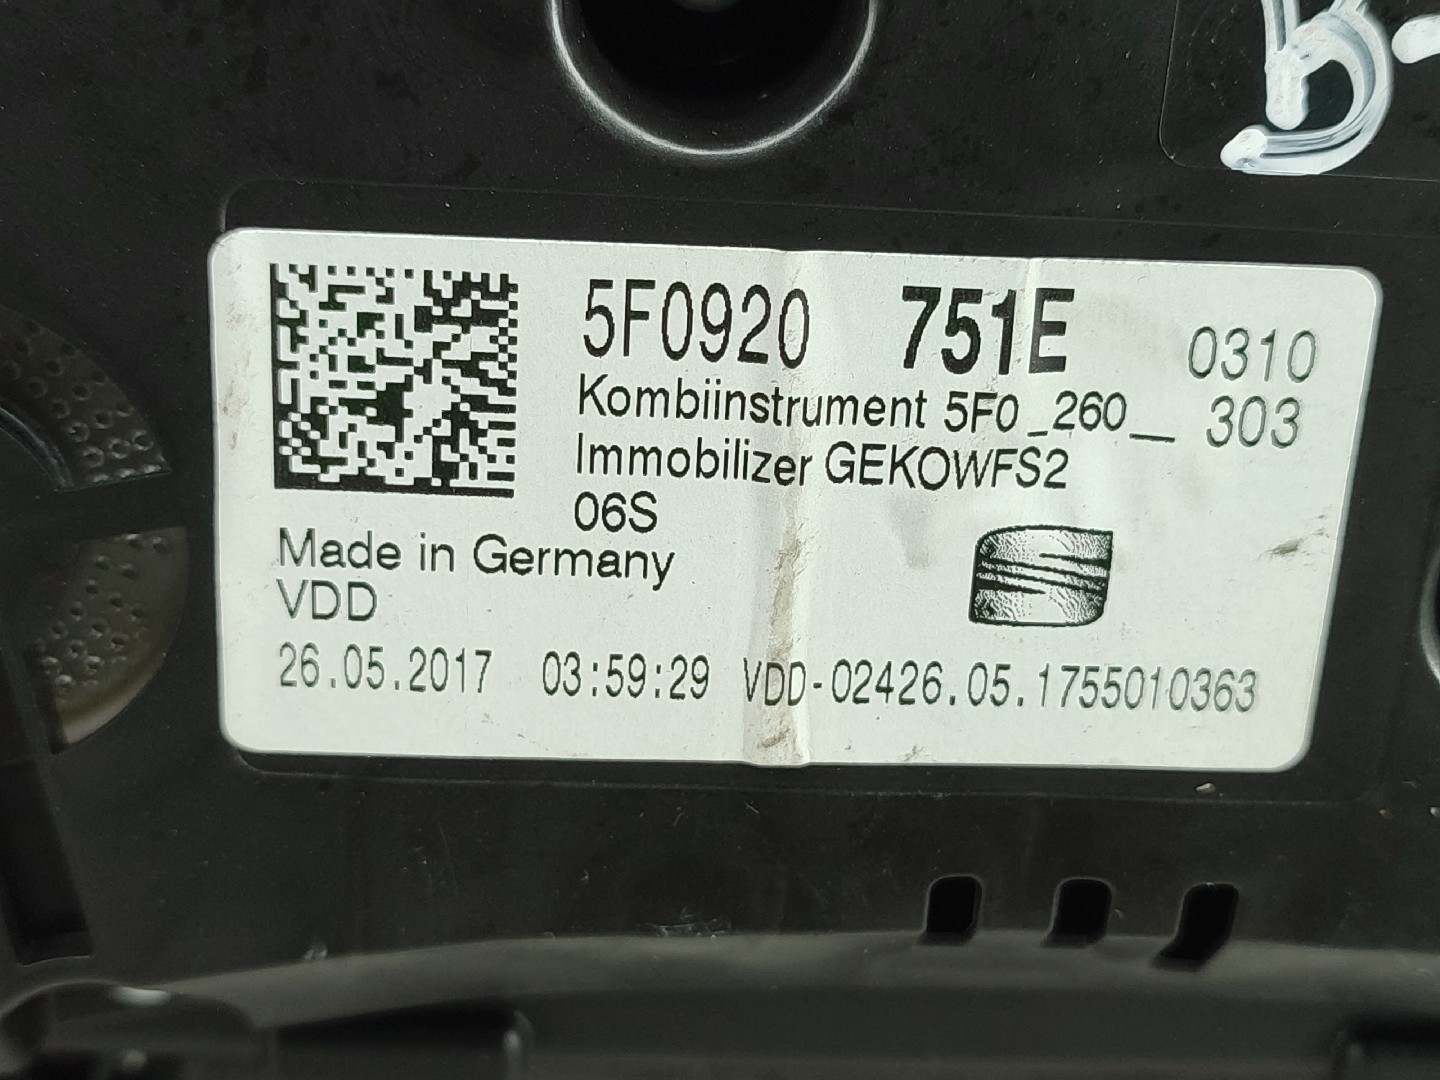 5F0920 751E 0310
Kombiinstrument 5F0_260__ 303
Immobilizer GEKOWFS2
06S
Made in Germany
VDD
26.05.2017 03:59:29 VDD-02426.05.1755010363